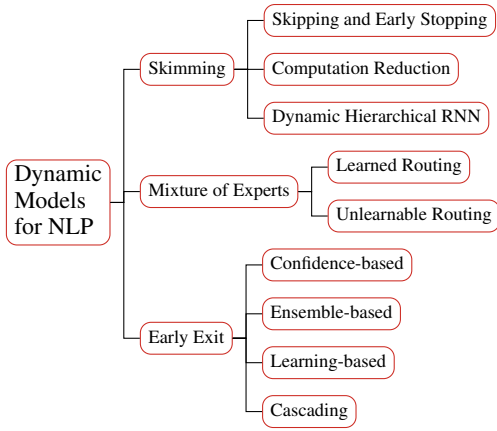 Dynamic
Models
for NLP
Skimming
Skipping and Early Stopping
Computation Reduction
Dynamic Hierarchical RNN
Mixture of Experts
Learned Routing
Unlearnable Routing
Early Exit
Confidence-based
Ensemble-based
Learning-based
Cascading